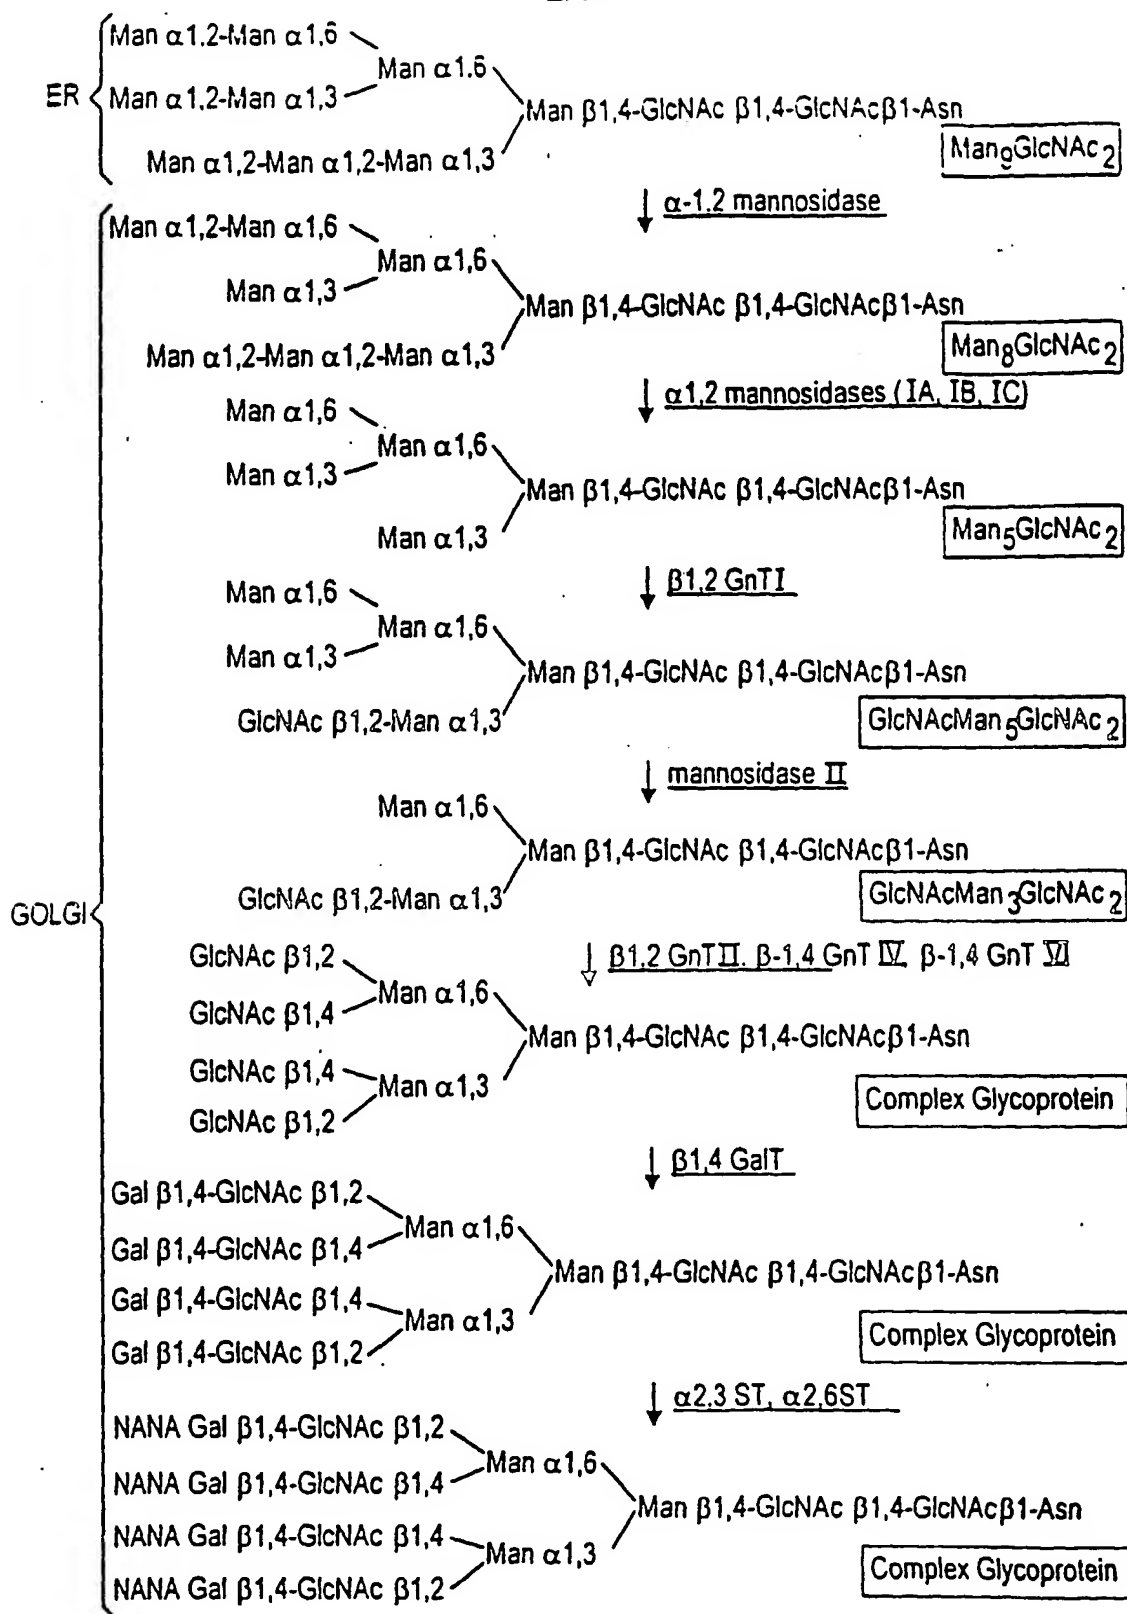 Man α1,2-Man α1,6
Man α1,6
ER
Man α1,2-Man α1,3
Man β1,4-GlcNAc β1,4-GlcNAcβ1-Asn
Man α1,2-Man α1,2-Man α1,3
Man9GlcNAc2
α-1,2 mannosidase
Man α1,2-Man α1,6
Man α1,6
Man α1,3
Man β1,4-GlcNAc β1,4-GlcNAcβ1-Asn
Man α1,2-Man α1,2-Man α1,3
Man8GlcNAc2
α1,2 mannosidases (IA, IB, IC)
Man α1,6
Man α1,6
Man α1,3
Man β1,4-GlcNAc β1,4-GlcNAcβ1-Asn
Man α1,3
Man5GlcNAc2
β1,2 GnTI
Man α1,6
Man α1,6
Man α1,3
Man β1,4-GlcNAc β1,4-GlcNAcβ1-Asn
GlcNAc β1,2-Man α1,3
GlcNAcMan5GlcNAc2
mannosidase II
Man α1,6
Man β1,4-GlcNAc β1,4-GlcNAcβ1-Asn
GlcNAc β1,2-Man α1,3
GlcNAcMan3GlcNAc2
GOLGI
β1,2 GnTII. β-1,4 GnT IV, β-1,4 GnT VI
GlcNAc β1,2
Man α1,6
GlcNAc β1,4
Man β1,4-GlcNAc β1,4-GlcNAcβ1-Asn
GlcNAc β1,4
Man α1,3
GlcNAc β1,2
Complex Glycoprotein
β1,4 GalT
Gal β1,4-GlcNAc β1,2
Man α1,6
Gal β1,4-GlcNAc β1,4
Man β1,4-GlcNAc β1,4-GlcNAcβ1-Asn
Gal β1,4-GlcNAc β1,4
Man α1,3
Gal β1,4-GlcNAc β1,2
Complex Glycoprotein
α2,3 ST, α2,6ST
NANA Gal β1,4-GlcNAc β1,2
Man α1,6
NANA Gal β1,4-GlcNAc β1,4
Man β1,4-GlcNAc β1,4-GlcNAcβ1-Asn
NANA Gal β1,4-GlcNAc β1,4
Man α1,3
NANA Gal β1,4-GlcNAc β1,2
Complex Glycoprotein